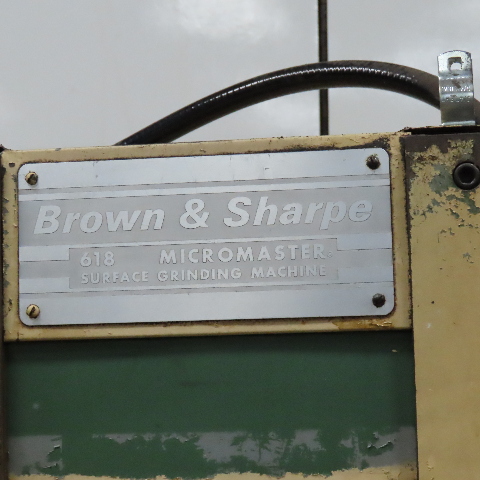 Brown & Sharpe
618 MICROMASTER
SURFACE GRINDING MACHINE